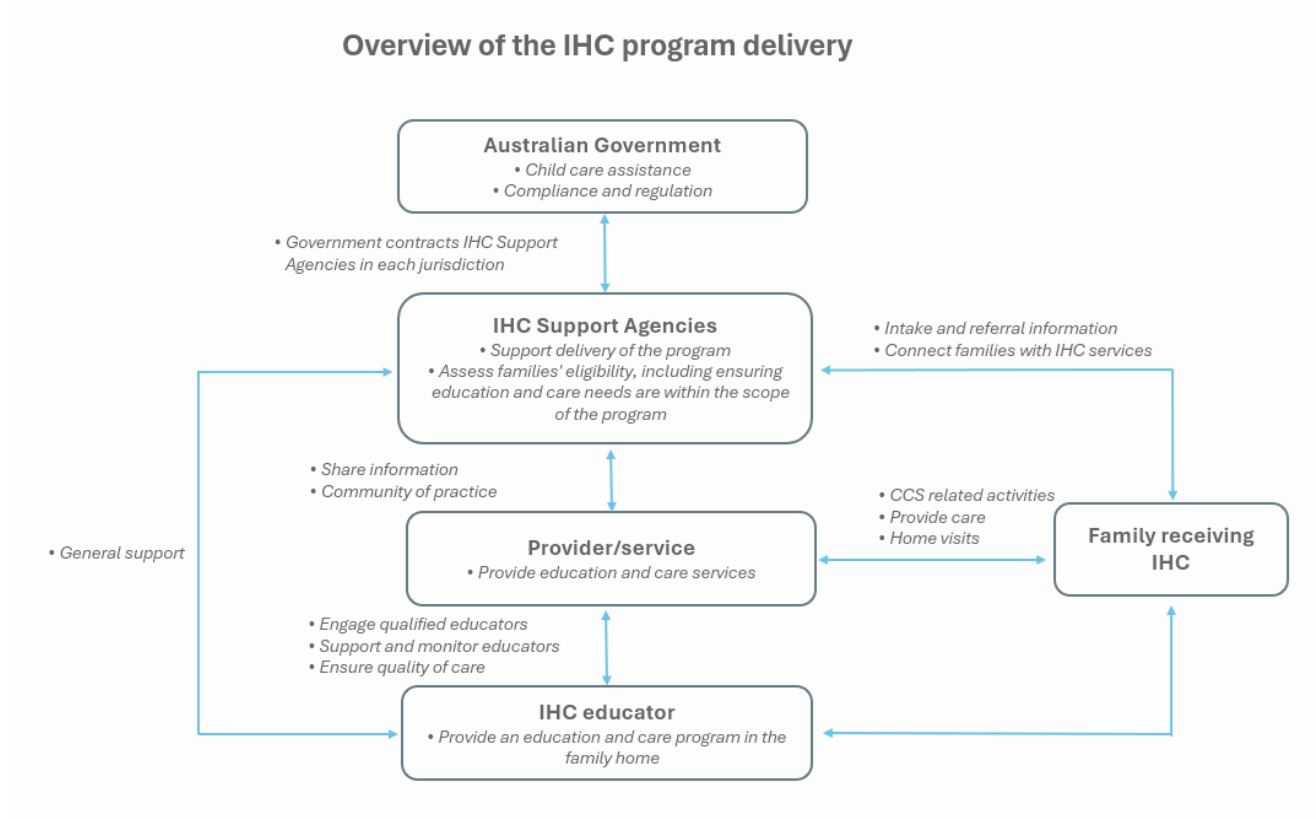 Overview of the IHC program delivery
Australian Government
• Child care assistance
• Compliance and regulation
• Government contracts IHC Support
Agencies in each jurisdiction
IHC Support Agencies
• Support delivery of the program
• Assess families' eligibility, including ensuring
education and care needs are within the scope
of the program
• Intake and referral information
• Connect families with IHC services
• Share information
• Community of practice
• CCS related activities
• Provide care
• Home visits
Family receiving
IHC
• General support
Provider/service
• Provide education and care services
• Engage qualified educators
• Support and monitor educators
• Ensure quality of care
IHC educator
• Provide an education and care program in the
family home